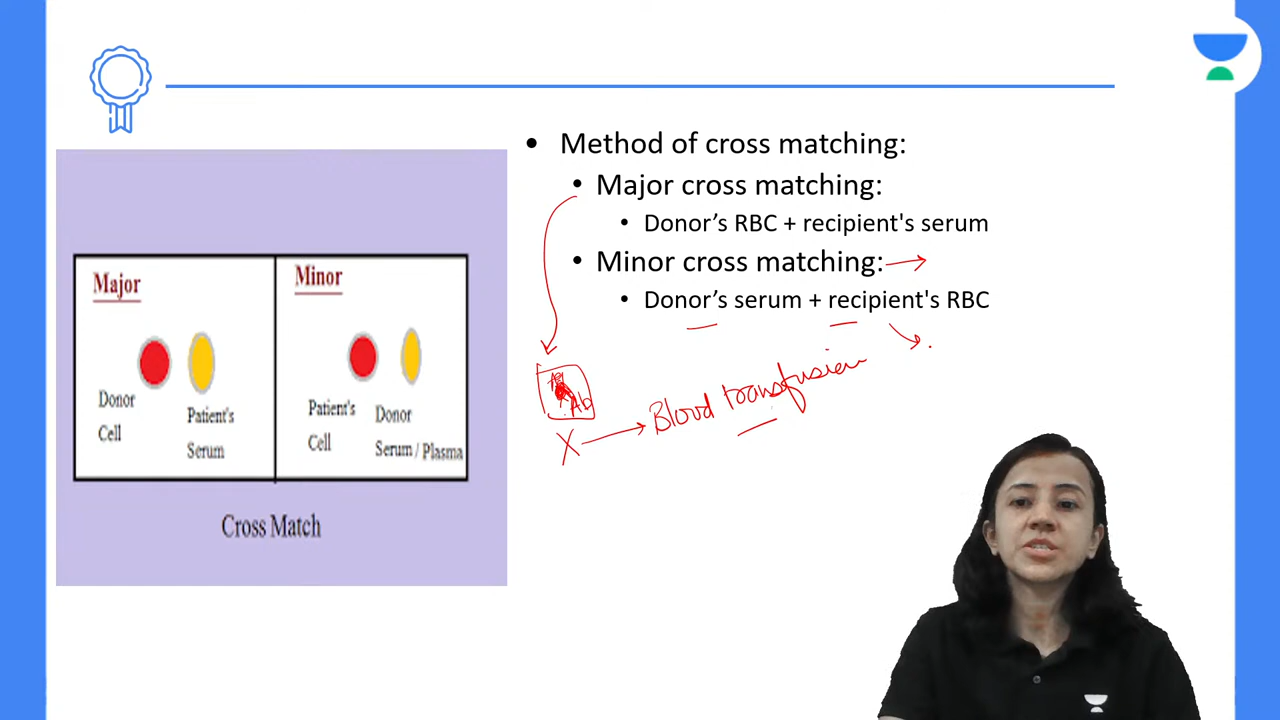 Method of cross matching:
Major cross matching:
Donor’s RBC + recipient's serum
Minor cross matching:
Donor’s serum + recipient's RBC
Major
Donor
Cell
Patient's
Serum
Minor
Patient's
Cell
Donor
Serum / Plasma
Cross Match
Ab
X → Blood transfusion